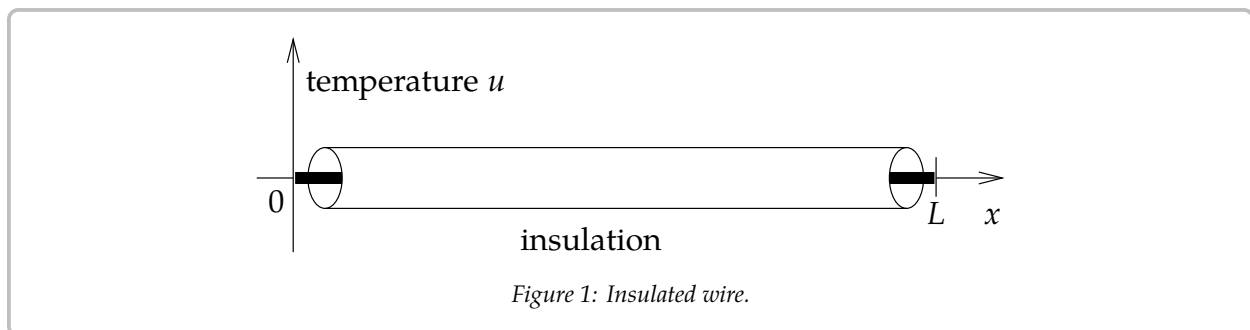 temperature u
0
L
x
insulation
Figure 1: Insulated wire.